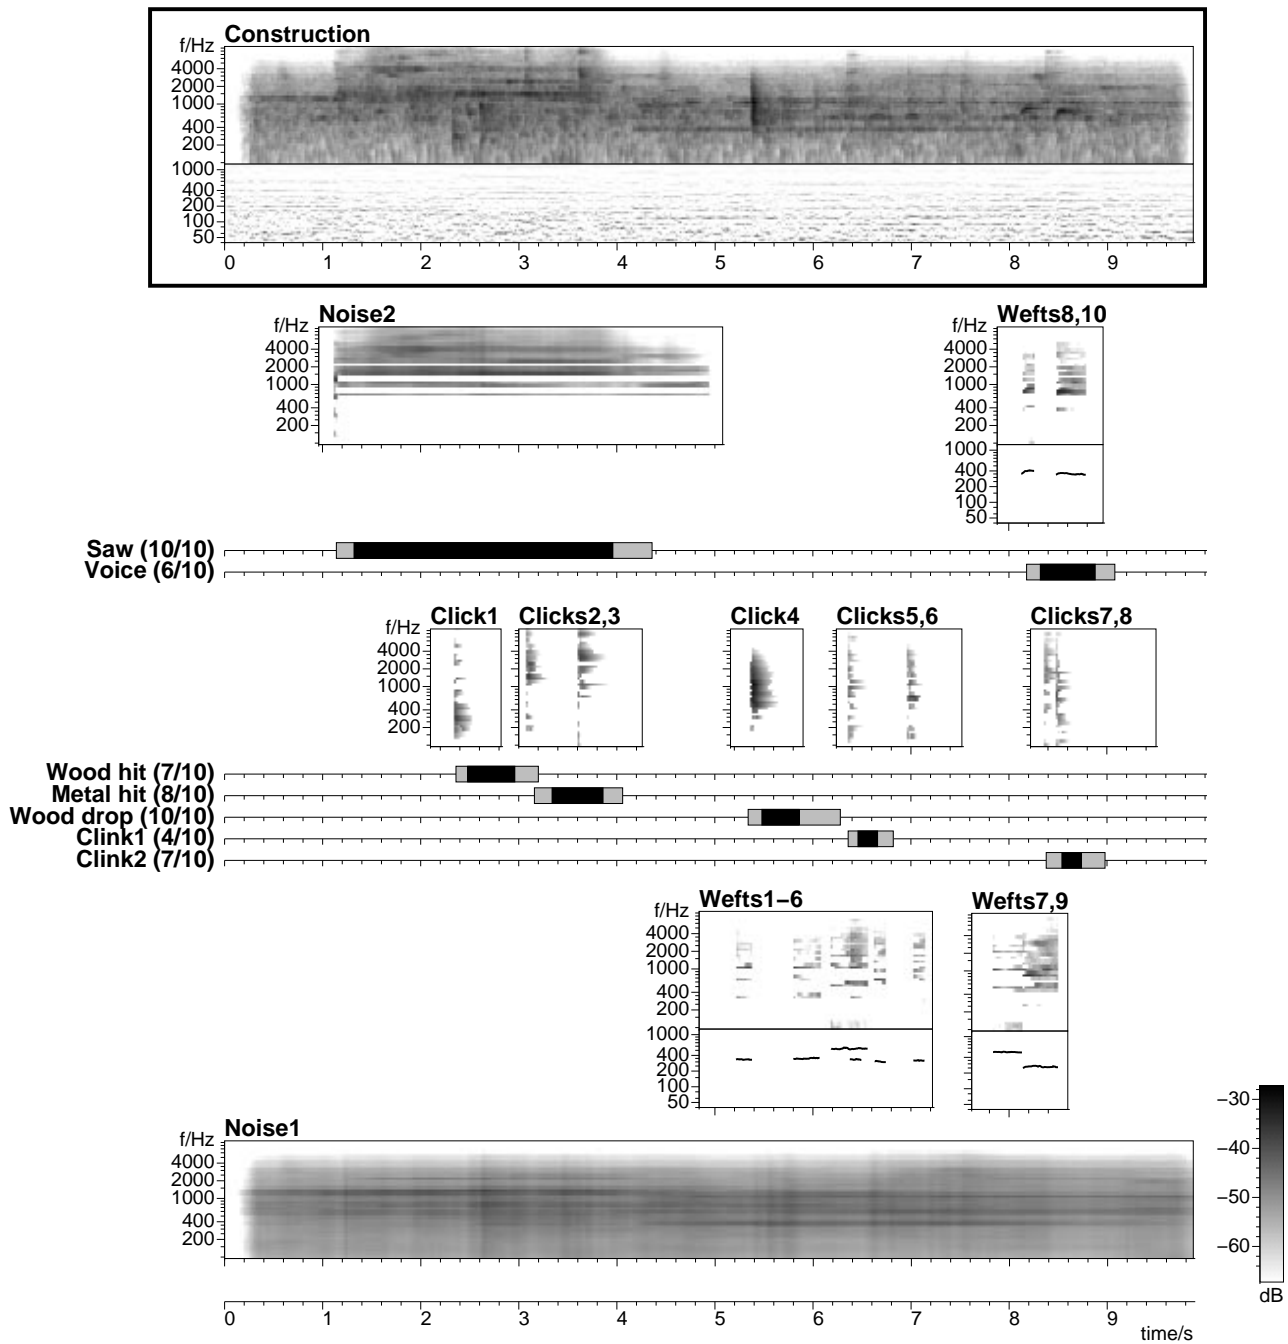 Construction
f/Hz
4000
2000
1000
400
200
1000
400
200
100
50
0 1 2 3 4 5 6 7 8 9
Noise2 Wefts8,10
f/Hz f/Hz
4000 4000
2000 2000
1000 1000
400 400
200 200
1000
400
200
100
50
Saw (10/10)
Voice (6/10)
Click1 Clicks2,3 Click4 Clicks5,6 Clicks7,8
f/Hz
4000
2000
1000
400
200
Wood hit (7/10)
Metal hit (8/10)
Wood drop (10/10)
Clink1 (4/10)
Clink2 (7/10)
Wefts1−6 Wefts7,9
f/Hz
4000
2000
1000
400
200
1000
400
200
100
50
−30
−40
−50
−60
dB
Noise1
f/Hz
4000
2000
1000
400
200
0 1 2 3 4 5 6 7 8 9
time/s